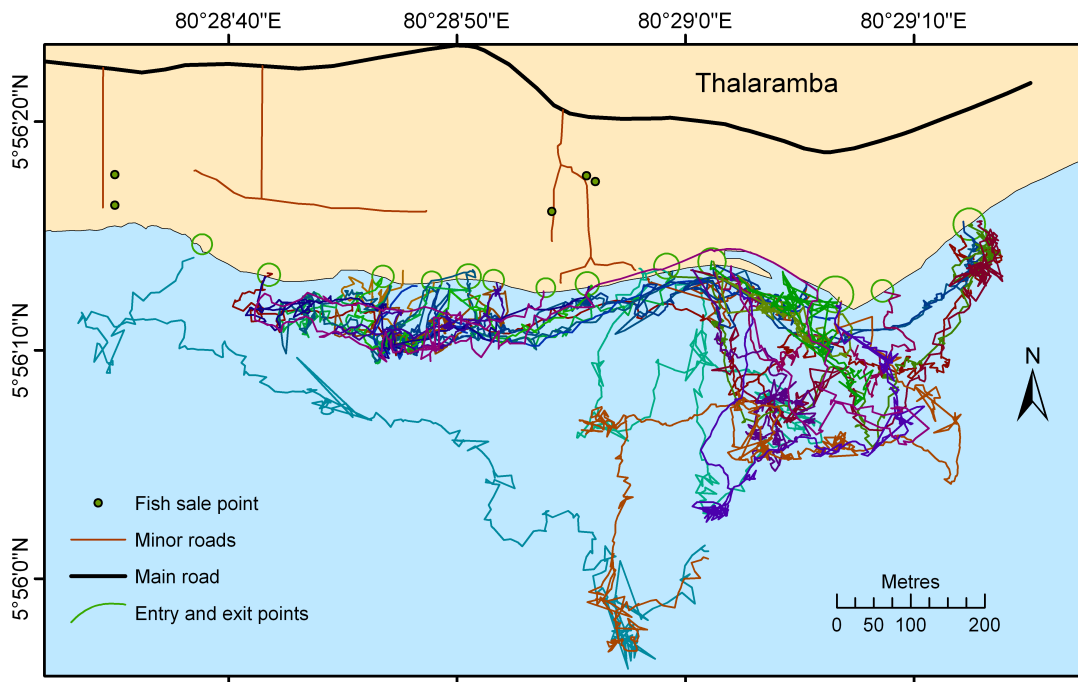 80°28'40"E 80°28'50"E 80°29'0"E 80°29'10"E
Thalaramba
5°56'20"N
5°56'10"N
5°56'0"N
N
Fish sale point
Minor roads
Main road
Entry and exit points
Metres
0 50 100 200